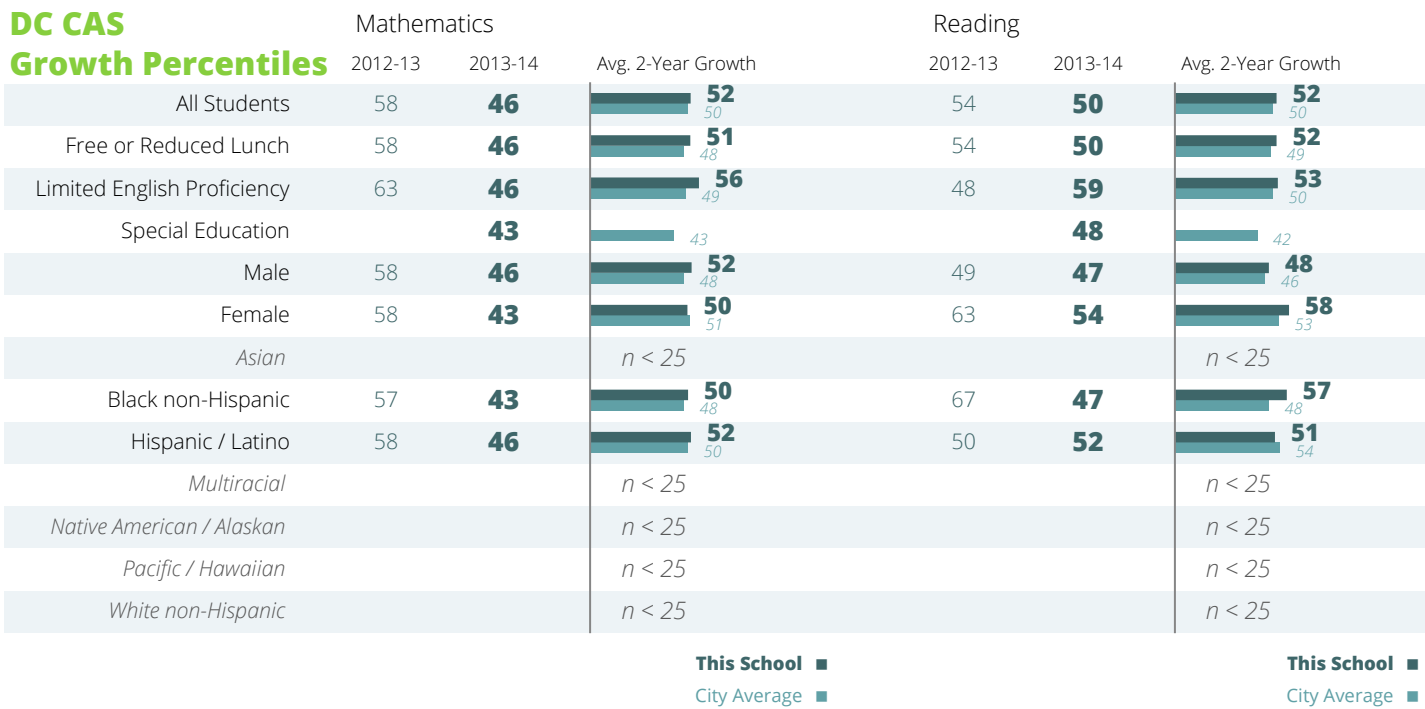 DC CAS
Growth Percentiles
Mathematics
Reading
2012-13 2013-14 Avg. 2-Year Growth 2012-13 2013-14 Avg. 2-Year Growth
All Students 58 46 52 50 54 50 52 50
Free or Reduced Lunch 58 46 51 48 54 50 52 49
Limited English Proficiency 63 46 56 49 48 59 53 50
Special Education 43 43 48 42
Male 58 46 52 48 49 47 48 46
Female 58 43 50 51 63 54 58 53
Asian n < 25 n < 25
Black non-Hispanic 57 43 50 48 67 47 57 48
Hispanic / Latino 58 46 52 50 50 52 51 54
Multiracial n < 25 n < 25
Native American / Alaskan n < 25 n < 25
Pacific / Hawaiian n < 25 n < 25
White non-Hispanic n < 25 n < 25
This School This School
City Average City Average